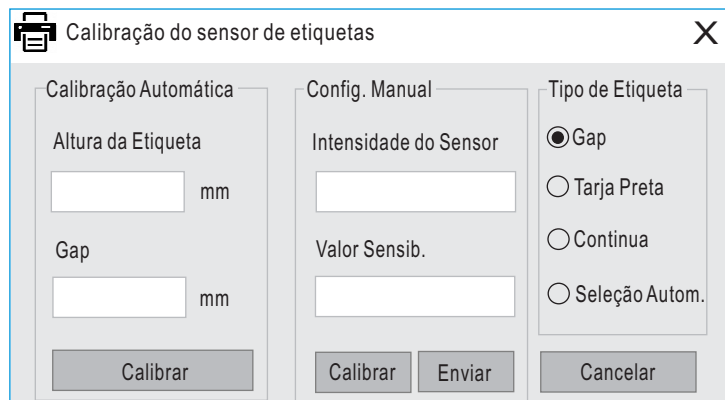 Calibração do sensor de etiquetas
X
Calibração Automática
Altura da Etiqueta
mm
Gap
mm
Calibrar
Config. Manual
Intensidade do Sensor
Valor Sensib.
Calibrar
Enviar
Tipo de Etiqueta
Gap
Tarja Preta
Continua
Seleção Autom.
Cancelar